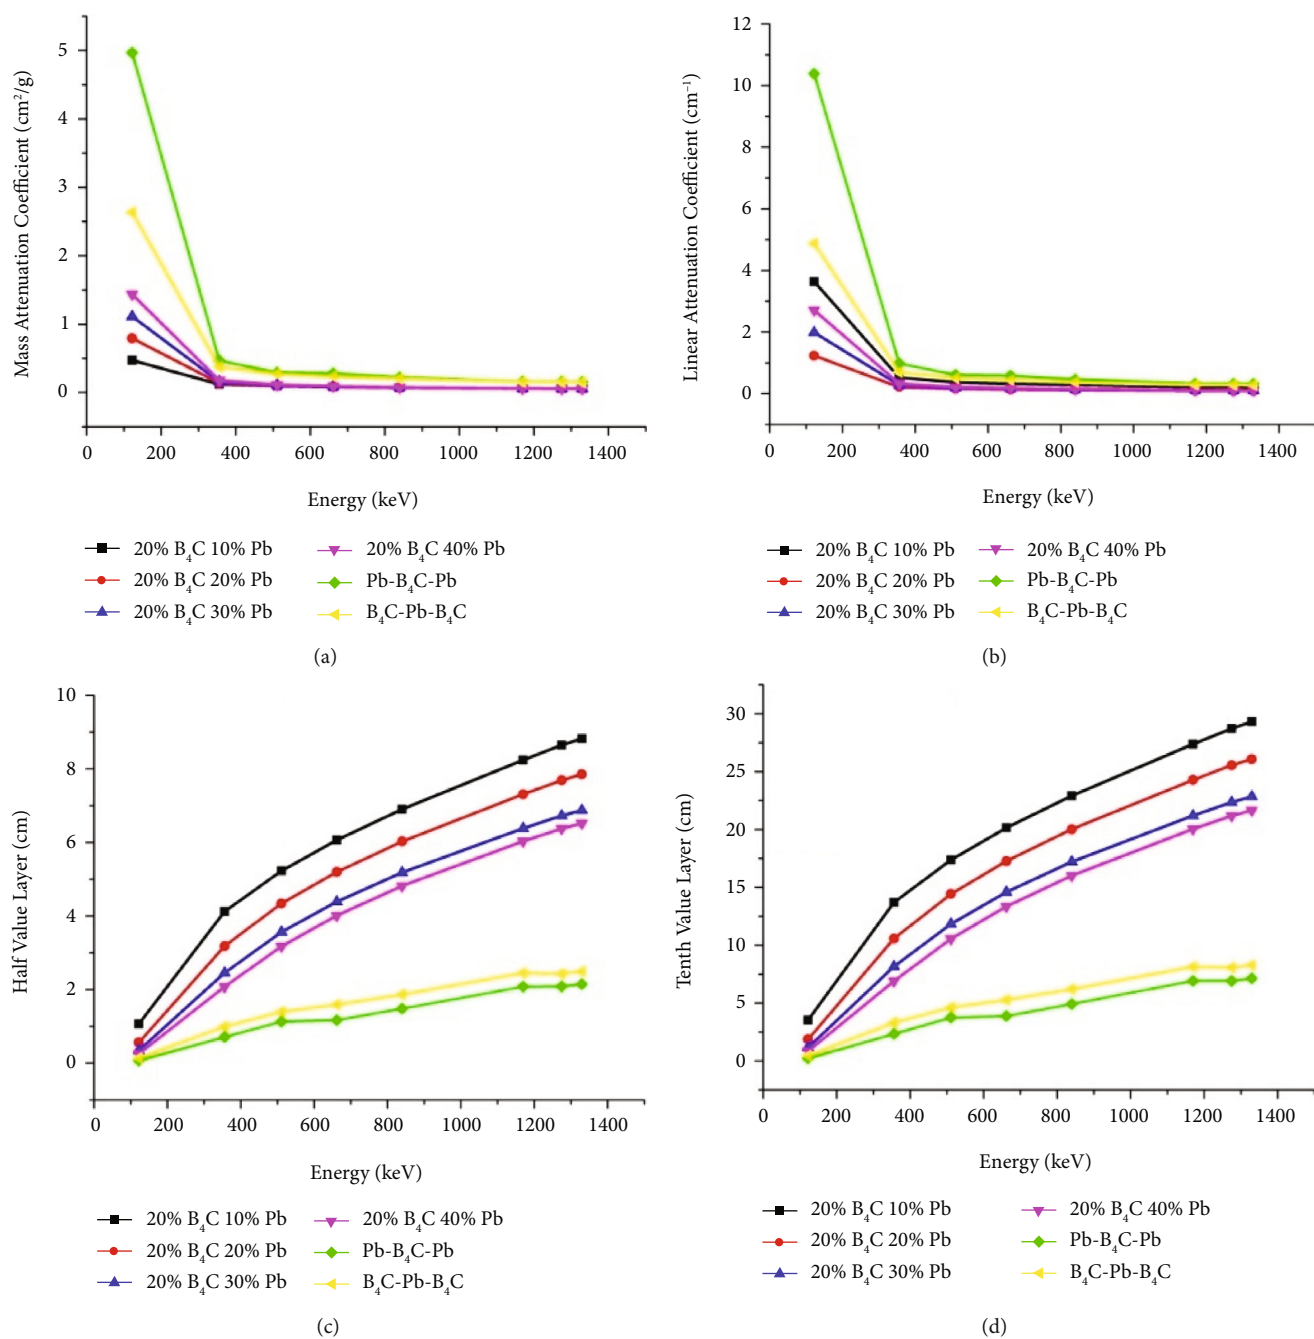 Mass Attenuation Coefficient (cm²/g)
5
4
3
2
1
0
0 200 400 600 800 1000 1200 1400
Energy (keV)
20% B₄C 10% Pb
20% B₄C 20% Pb
20% B₄C 30% Pb
20% B₄C 40% Pb
Pb-B₄C-Pb
B₄C-Pb-B₄C
(a)
Linear Attenuation Coefficient (cm⁻¹)
12
10
8
6
4
2
0
0 200 400 600 800 1000 1200 1400
Energy (keV)
20% B₄C 10% Pb
20% B₄C 20% Pb
20% B₄C 30% Pb
20% B₄C 40% Pb
Pb-B₄C-Pb
B₄C-Pb-B₄C
(b)
Half Value Layer (cm)
10
8
6
4
2
0
0 200 400 600 800 1000 1200 1400
Energy (keV)
20% B₄C 10% Pb
20% B₄C 20% Pb
20% B₄C 30% Pb
20% B₄C 40% Pb
Pb-B₄C-Pb
B₄C-Pb-B₄C
(c)
Tenth Value Layer (cm)
30
25
20
15
10
5
0
0 200 400 600 800 1000 1200 1400
Energy (keV)
20% B₄C 10% Pb
20% B₄C 20% Pb
20% B₄C 30% Pb
20% B₄C 40% Pb
Pb-B₄C-Pb
B₄C-Pb-B₄C
(d)